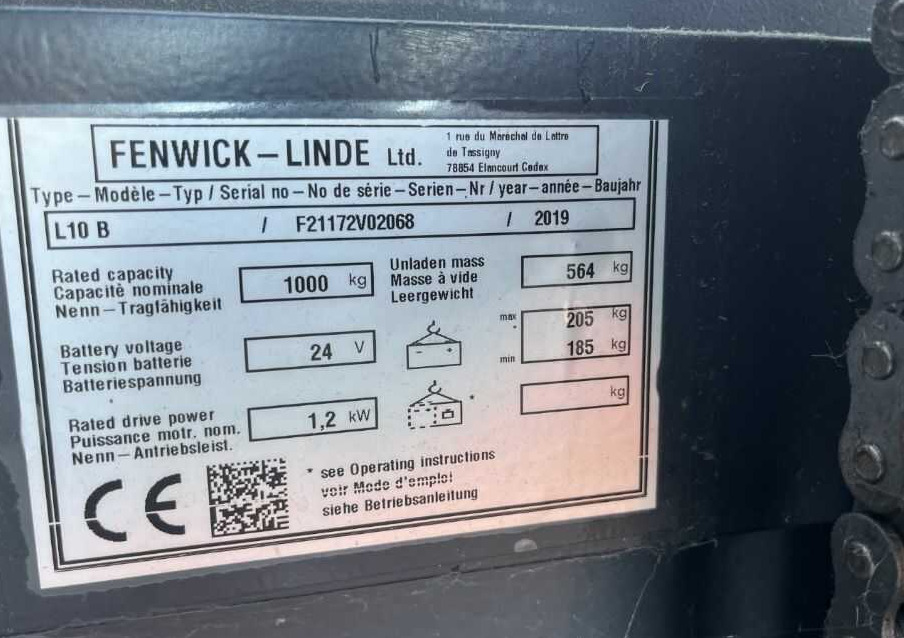 FENWICK – LINDE Ltd.
1 rue du Maréchal de Lattre
de Tassigny
78854 Elancourt Cedex
Type – Modèle – Typ / Serial no – No de série – Serien – Nr / year – année – Baujahr
L10 B / F21172V02068 / 2019
Rated capacity
Capacité nominale
Nenn – Tragfähigkeit
1000 kg
Unladen mass
Masse à vide
Leergewicht
564 kg
Battery voltage
Tension batterie
Batteriespannung
24 V
- +
max 205 kg
min 185 kg
Rated drive power
Puissance motr. nom.
Nenn – Antriebsleist.
1,2 kW
*
kg
CE
* see Operating instructions
voir Mode d'emploi
siehe Betriebsanleitung